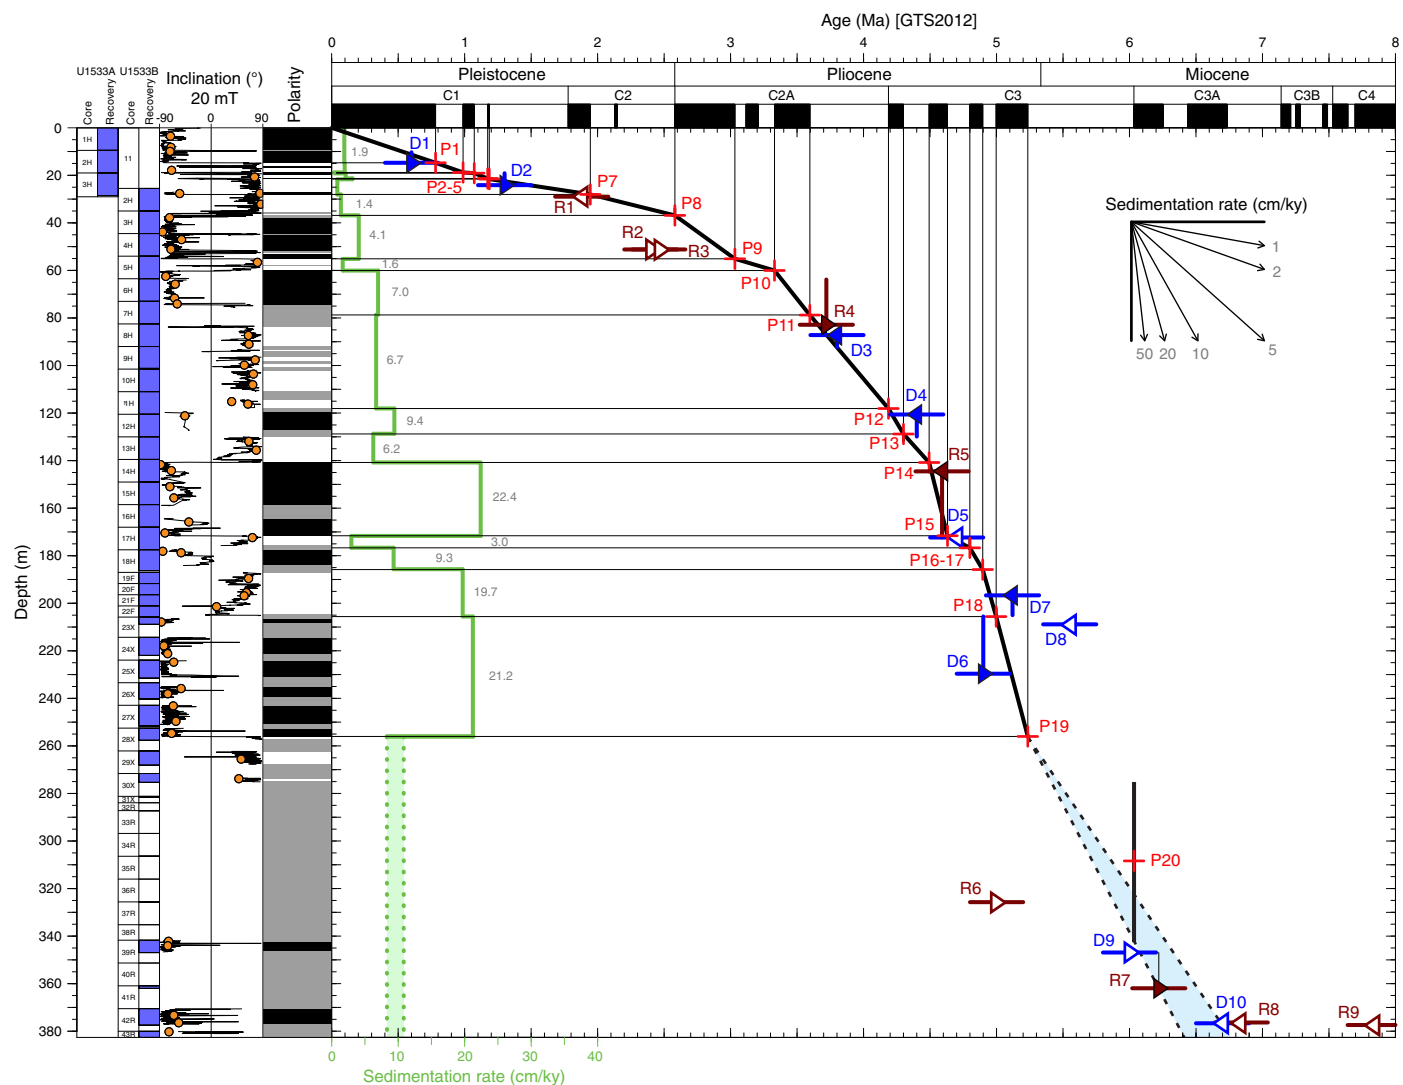 Age (Ma) [GTS2012]
0 1 2 3 4 5 6 7 8
U1533A U1533B
Core Recovery Core Recovery
Inclination (°)
20 mT
-90 0 90
Polarity
Pleistocene Pliocene Miocene
C1 C2 C2A C3 C3A C3B C4
Depth (m)
0
20
40
60
80
100
120
140
160
180
200
220
240
260
280
300
320
340
360
380
1H
2H
3H
11
2H
3H
4H
5H
6H
7H
8H
9H
10H
12H
13H
14H
15H
16H
17H
18H
19F
20F
21F
22F
23X
24X
25X
26X
27X
28X
29X
30X
31X
32R
33R
34R
35R
36R
37R
38R
39R
40R
41R
42R
43R
1.9
1.4
4.1
1.6
7.0
6.7
9.4
6.2
22.4
3.0
9.3
19.7
21.2
D1 P1
P2-5 D2
P7
R1
P8
R2 R3
P9
P10
P11 R4
D3
D4
P12
P13
R5
P14
P15 D5
P16-17
D7
P18
D8
D6
P19
P20
R6
D9
R7
D10 R8 R9
Sedimentation rate (cm/ky)
1
2
5
10
20
50
0 10 20 30 40
Sedimentation rate (cm/ky)